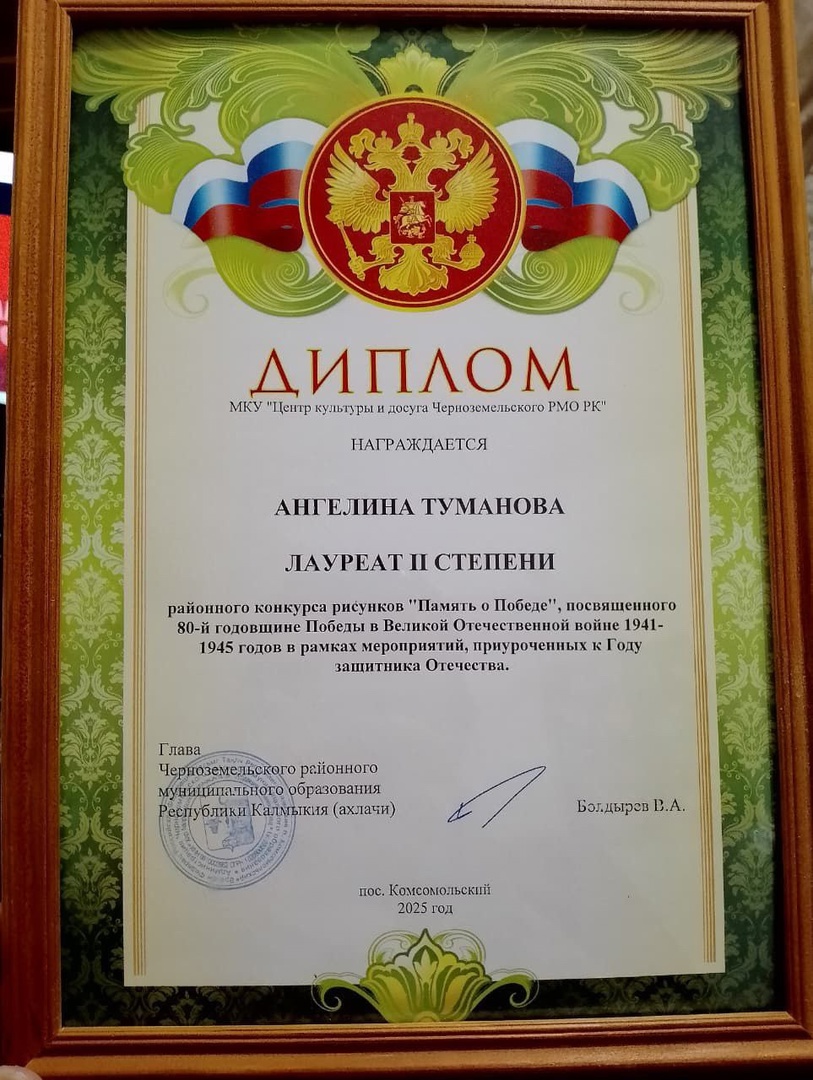 ДИПЛОМ
МКУ "Центр культуры и досуга Черноземельского РМО РК"
НАГРАЖДАЕТСЯ
АНГЕЛИНА ТУМАНОВА
ЛАУРЕАТ II СТЕПЕНИ
районного конкурса рисунков "Память о Победе", посвященного
80-й годовщине Победы в Великой Отечественной войне 1941-
1945 годов в рамках мероприятий, приуроченных к Году
защитника Отечества.
Глава
Черноземельского районного
муниципального образования
Республики Калмыкия (ахлачи)
Болдырев В.А.
пос. Комсомольский
2025 год